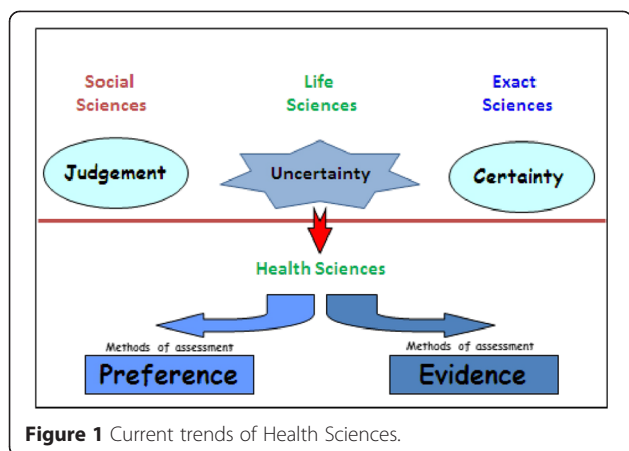 Social Sciences
Life Sciences
Exact Sciences
Judgement
Uncertainty
Certainty
Health Sciences
Methods of assessment
Preference
Methods of assessment
Evidence
Figure 1 Current trends of Health Sciences.